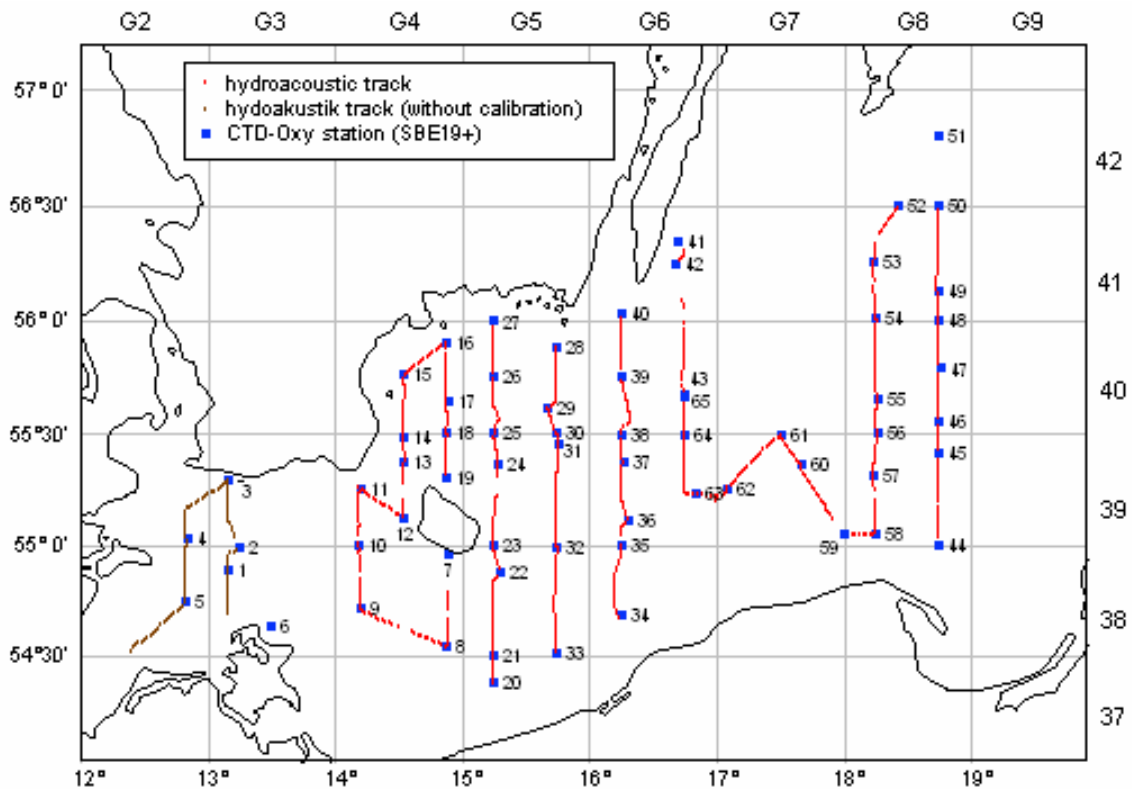 G2 G3 G4 G5 G6 G7 G8 G9
hydroacoustic track
hydoakustik track (without calibration)
CTD-Oxy station (SBE19+)
57° 0'
51
42
56°30'
52 50
41
42
53
41
49
56° 0'
27 40 54 48
16 28
15 26 39 43 47
40
17 65 55
29
46
55°30'
14 18 25 30 38 64 61 56
31
45
13 24 37 60
3 19 57
11 63 62
12 36
39
4 59 58
55° 0'
2 10 23 32 35 44
7
1 22
5
9
34
6
38
8
54°30'
21 33
20
37
12° 13° 14° 15° 16° 17° 18° 19°